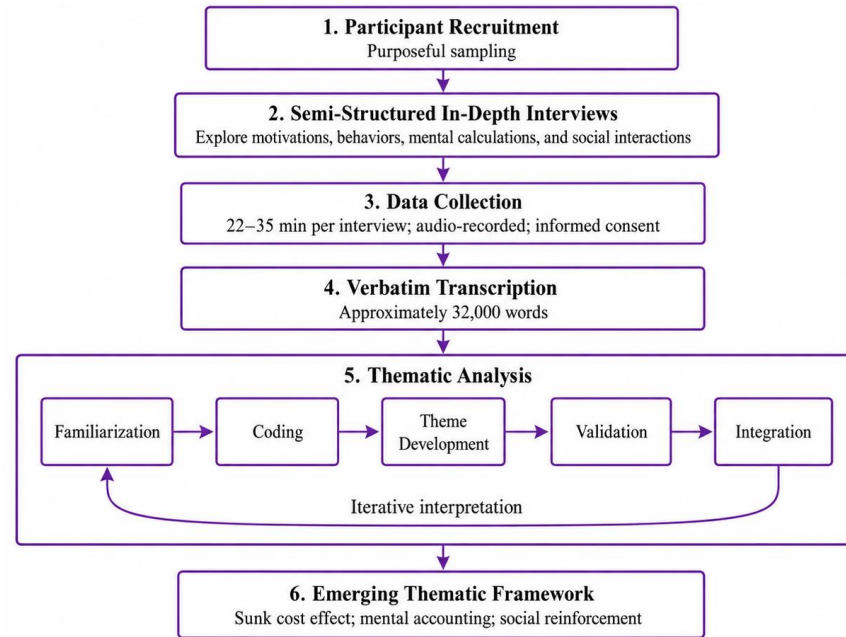 1. Participant Recruitment
Purposeful sampling
2. Semi-Structured In-Depth Interviews
Explore motivations, behaviors, mental calculations, and social interactions
3. Data Collection
22–35 min per interview; audio-recorded; informed consent
4. Verbatim Transcription
Approximately 32,000 words
5. Thematic Analysis
Familiarization
Coding
Theme
Development
Validation
Integration
Iterative interpretation
6. Emerging Thematic Framework
Sunk cost effect; mental accounting; social reinforcement